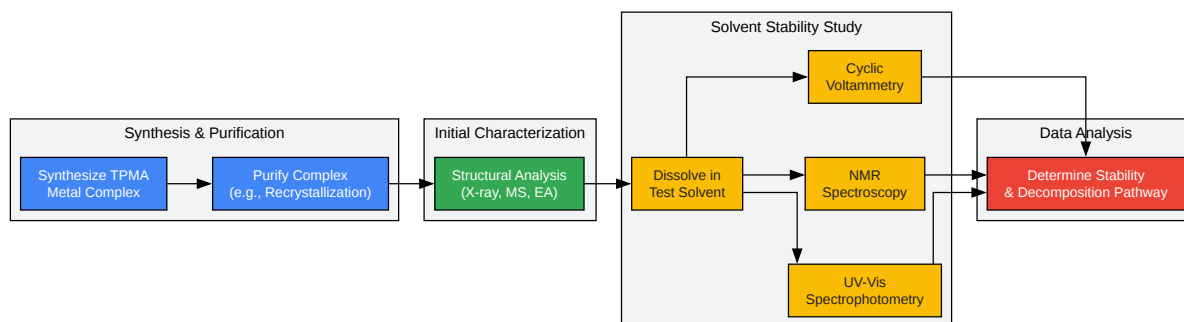 Synthesis & Purification
Synthesize TPMA
Metal Complex
Purify Complex
(e.g., Recrystallization)
Initial Characterization
Structural Analysis
(X-ray, MS, EA)
Solvent Stability Study
Dissolve in
Test Solvent
Cyclic
Voltammetry
NMR
Spectroscopy
UV-Vis
Spectrophotometry
Data Analysis
Determine Stability
& Decomposition Pathway